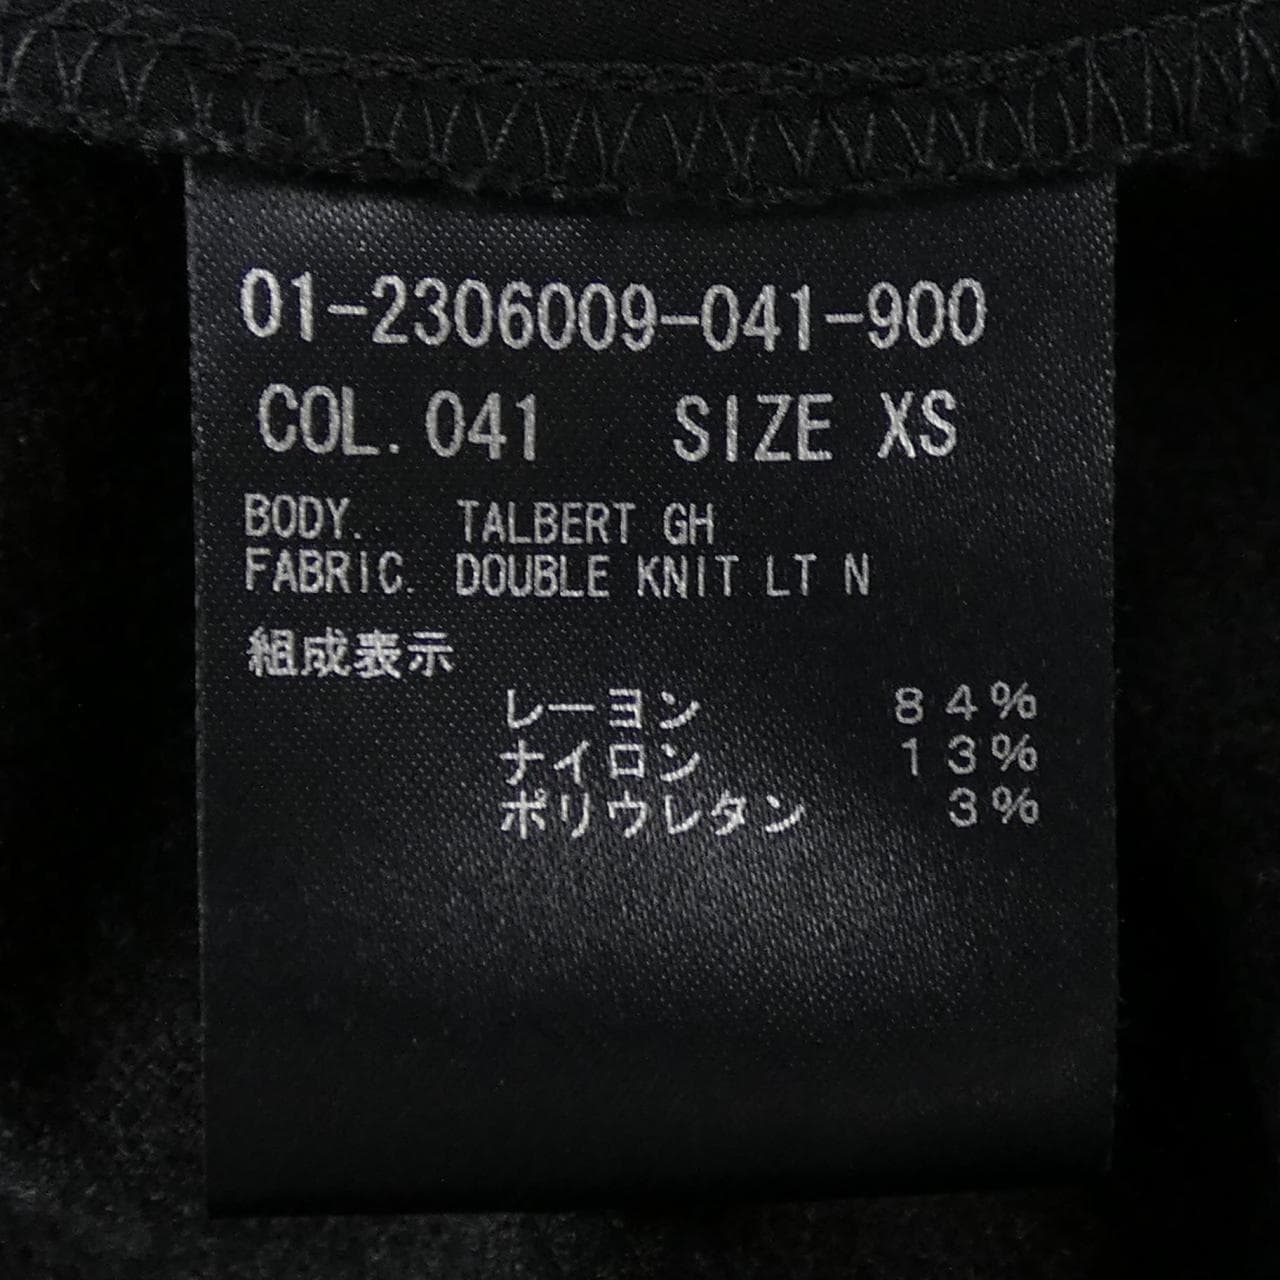 01-2306009-041-900
COL. 041 SIZE XS
BODY. TALBERT GH
FABRIC. DOUBLE KNIT LT N
組成表示
レーヨン 84%
ナイロン 13%
ポリウレタン 3%